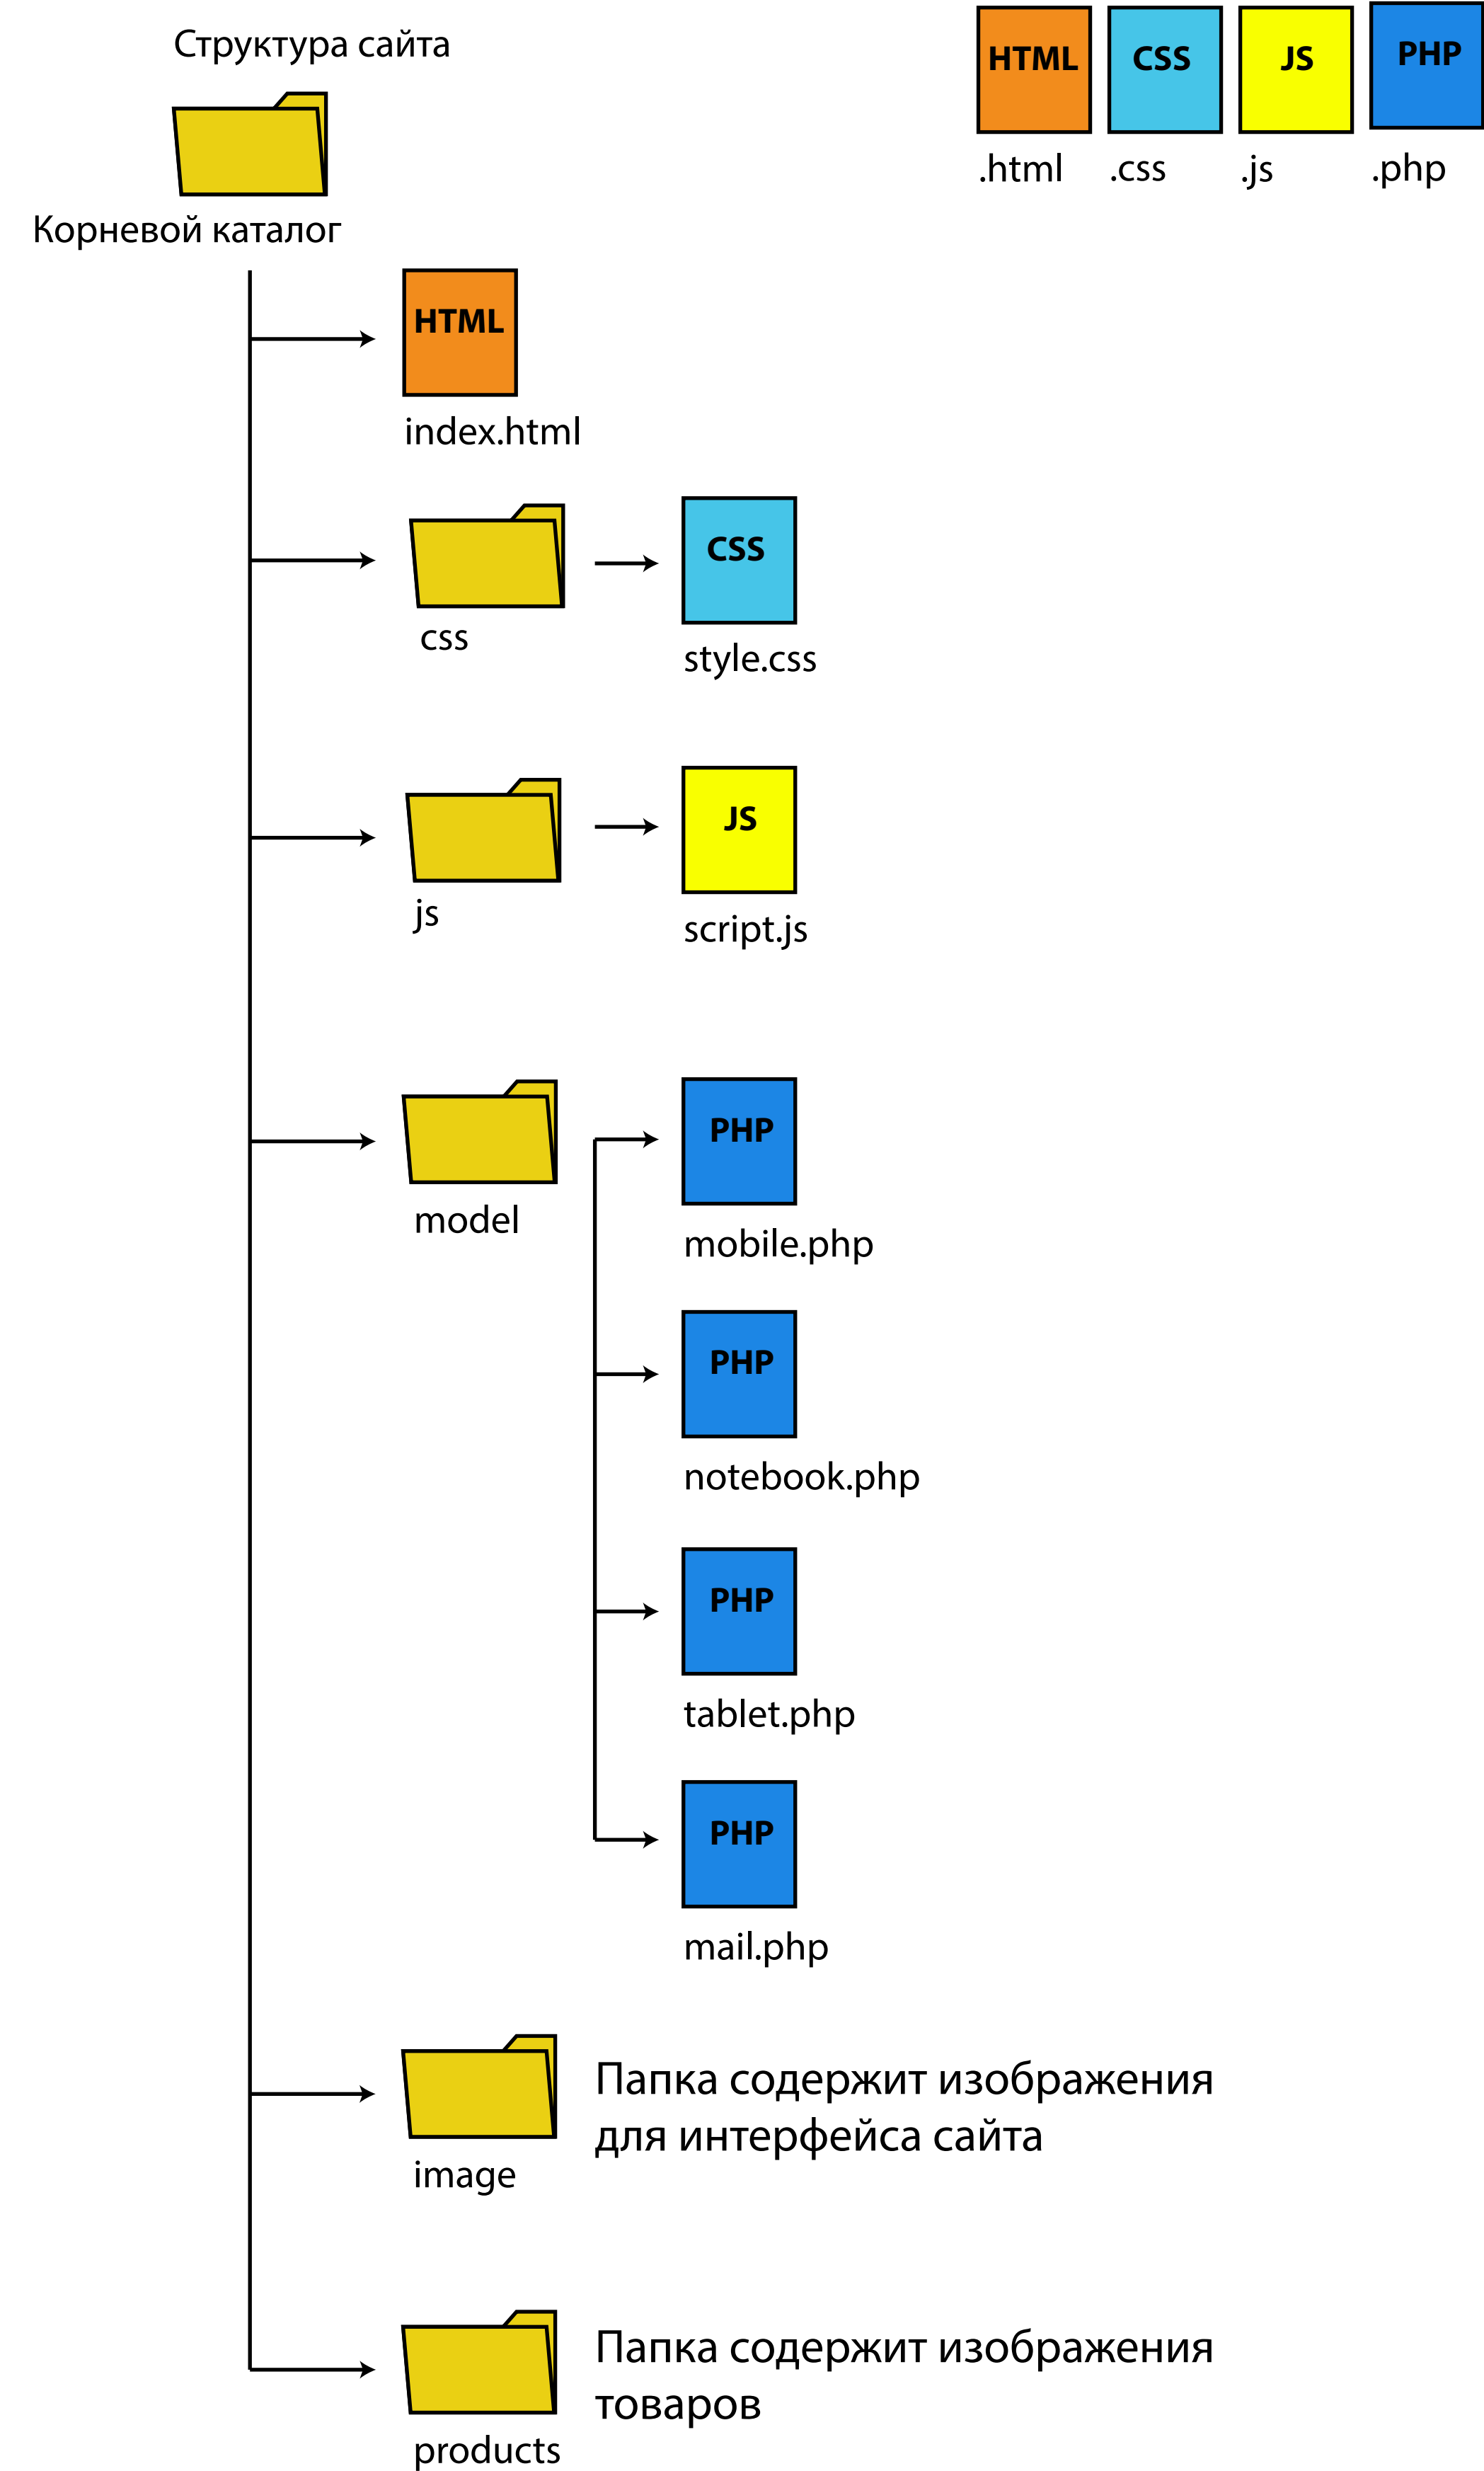 Структура сайта
HTML
CSS
JS
PHP
.html
.css
.js
.php
Корневой каталог
HTML
index.html
CSS
css
style.css
JS
js
script.js
PHP
model
mobile.php
PHP
notebook.php
PHP
tablet.php
PHP
mail.php
Папка содержит изображения
для интерфейса сайта
image
Папка содержит изображения
товаров
products